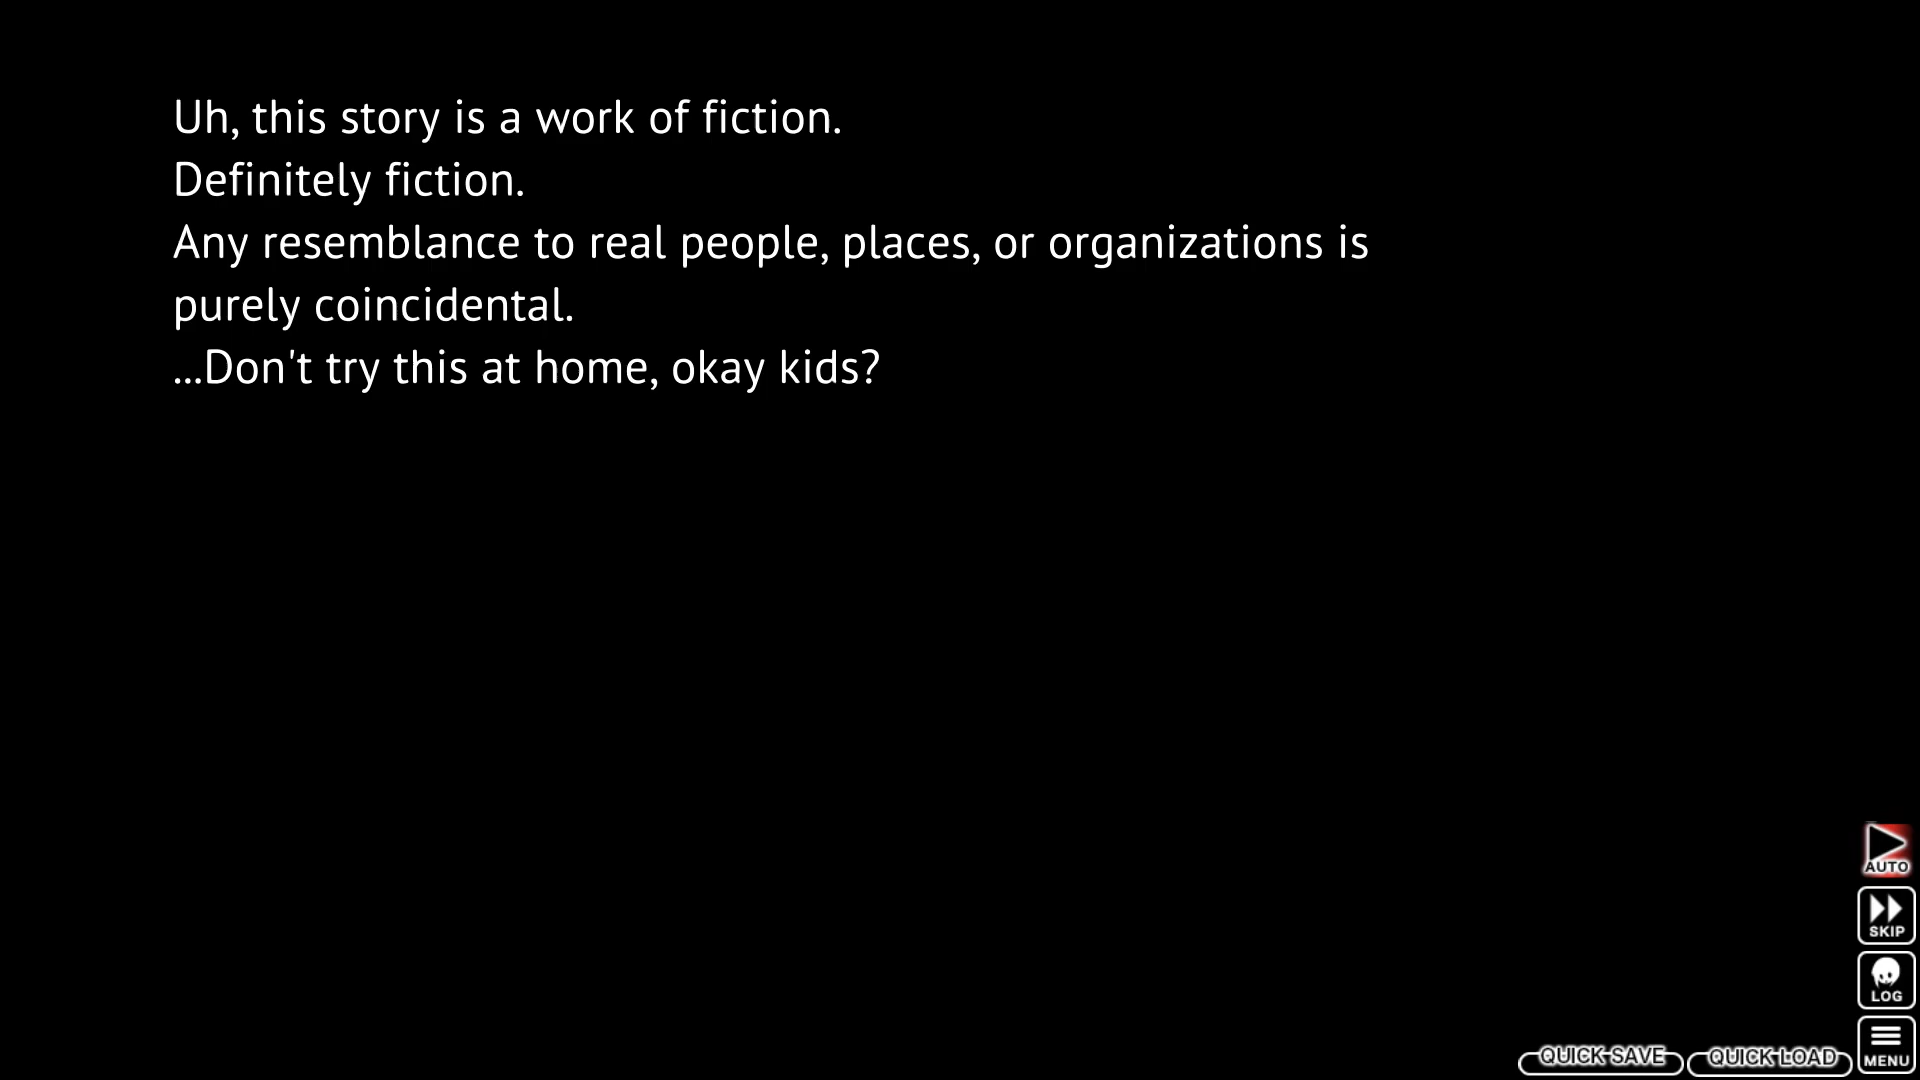 Uh, this story is a work of fiction.
Definitely fiction.
Any resemblance to real people, places, or organizations is
purely coincidental.
...Don't try this at home, okay kids?
AUTO
SKIP
LOG
QUICK SAVE
QUICK LOAD
MENU